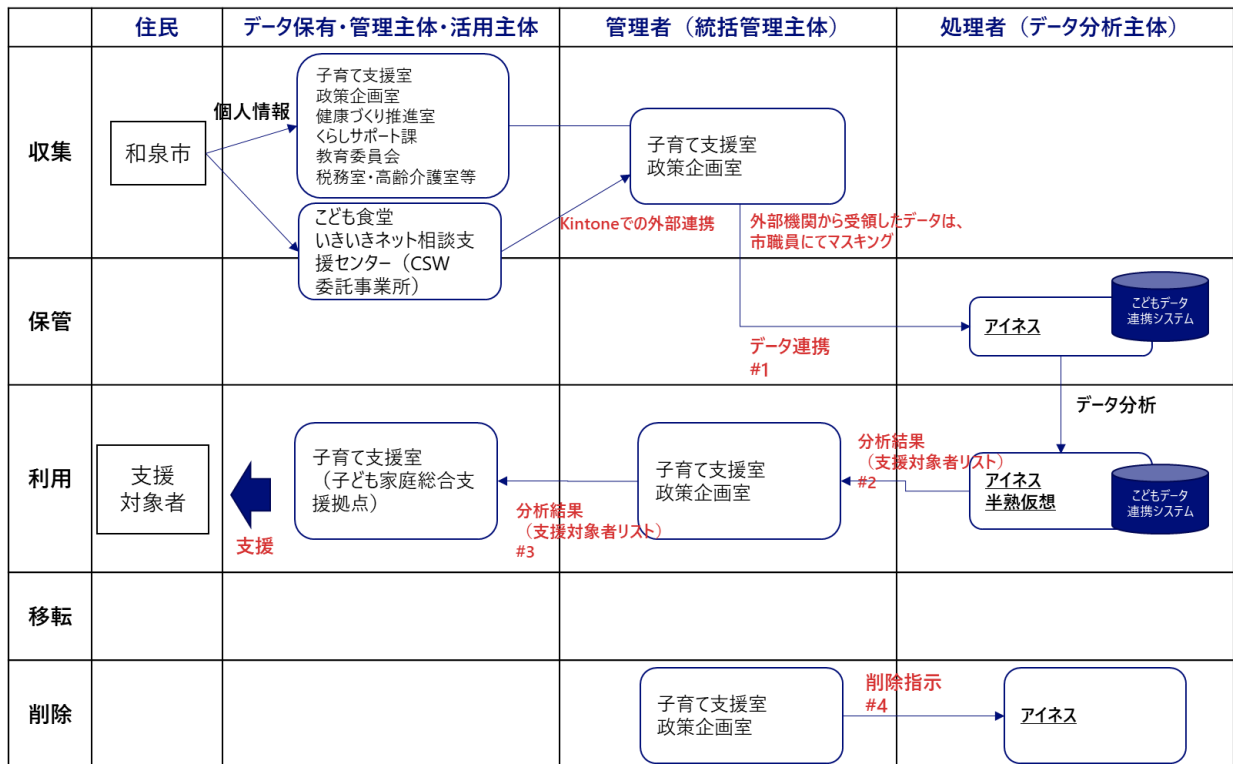 住民
データ保有・管理主体・活用主体
管理者（統括管理主体）
処理者（データ分析主体）
収集
和泉市
個人情報
子育て支援室
政策企画室
健康づくり推進室
くらしサポート課
教育委員会
税務室・高齢介護室等
こども食堂
いきいきネット相談支
援センター（CSW
委託事業所）
子育て支援室
政策企画室
Kintoneでの外部連携
外部機関から受領したデータは、
市職員にてマスキング
保管
データ連携
#1
アイネス
こどもデータ
連携システム
データ分析
利用
支援
対象者
支援
子育て支援室
（子ども家庭総合支
援拠点）
分析結果
（支援対象者リスト）
#3
子育て支援室
政策企画室
分析結果
（支援対象者リスト）
#2
アイネス
半熟仮想
こどもデータ
連携システム
移転
削除
子育て支援室
政策企画室
削除指示
#4
アイネス